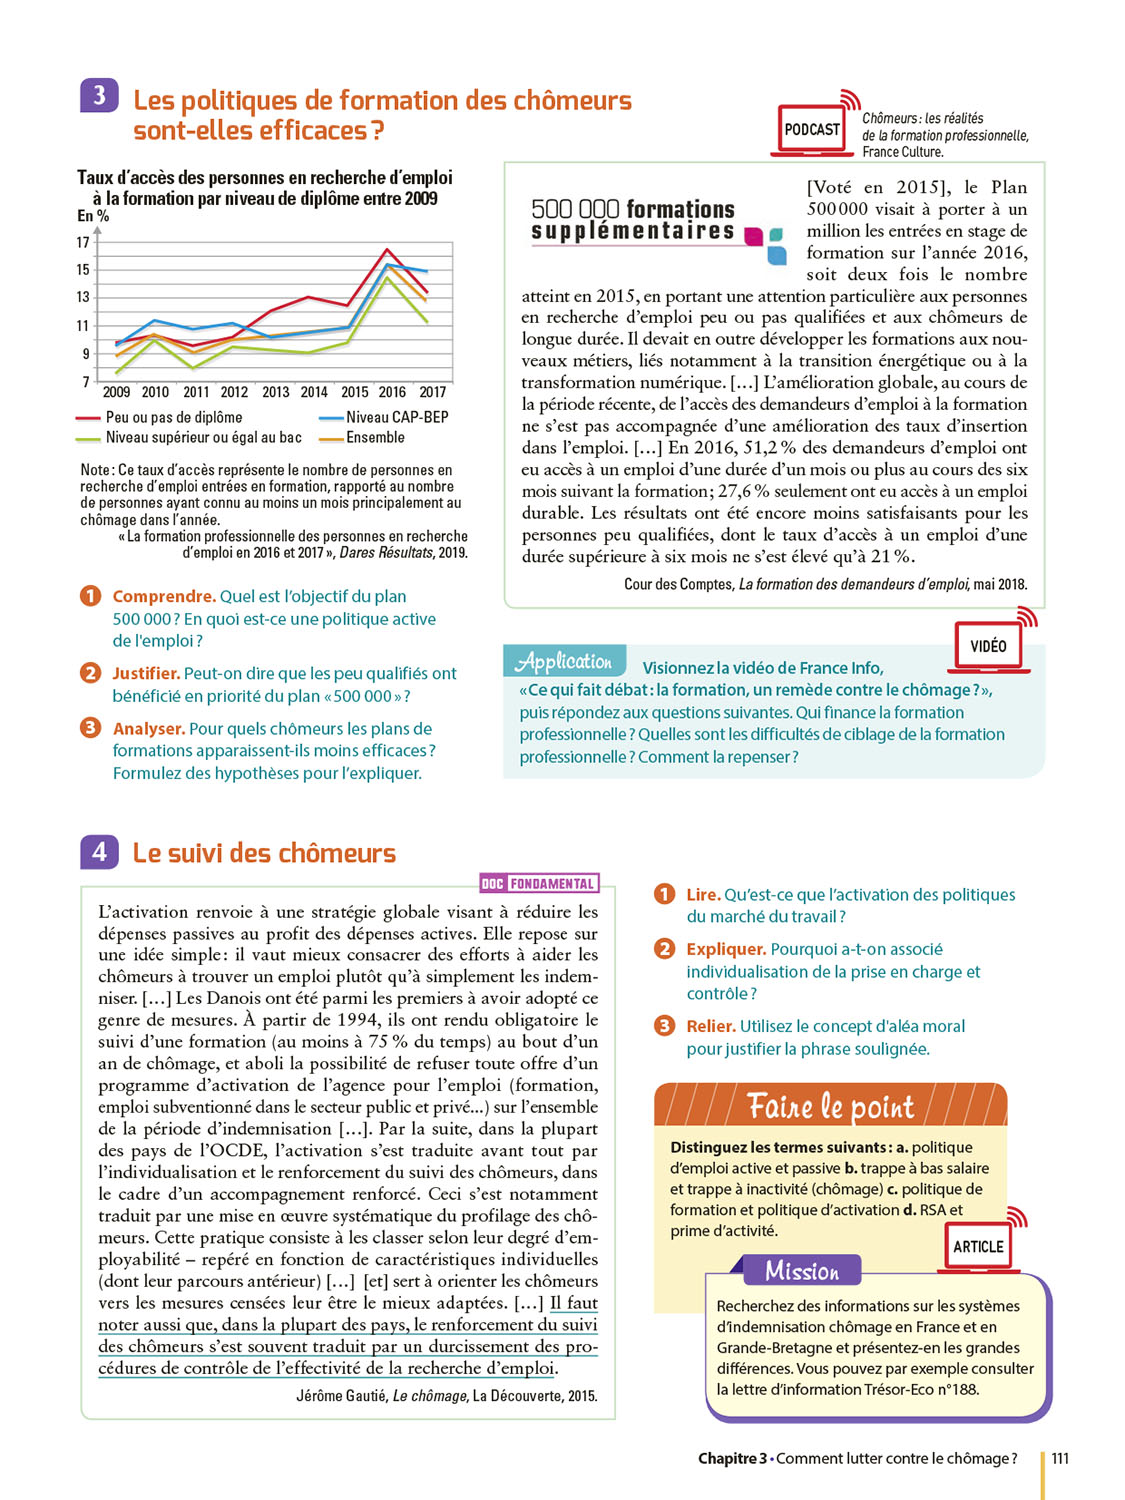 3
Les politiques de formation des chômeurs
sont-elles efficaces ?
PODCAST
Chômeurs : les réalités
de la formation professionnelle,
France Culture.
Taux d'accès des personnes en recherche d'emploi
à la formation par niveau de diplôme entre 2009
En %
17
15
13
11
9
7
2009 2010 2011 2012 2013 2014 2015 2016 2017
Peu ou pas de diplôme
Niveau CAP-BEP
Niveau supérieur ou égal au bac
Ensemble
Note : Ce taux d'accès représente le nombre de personnes en
recherche d'emploi entrées en formation, rapporté au nombre
de personnes ayant connu au moins un mois principalement au
chômage dans l'année.
« La formation professionnelle des personnes en recherche
d'emploi en 2016 et 2017 », Dares Résultats, 2019.
1 Comprendre. Quel est l'objectif du plan
500 000 ? En quoi est-ce une politique active
de l'emploi ?
2 Justifier. Peut-on dire que les peu qualifiés ont
bénéficié en priorité du plan « 500 000 » ?
3 Analyser. Pour quels chômeurs les plans de
formations apparaissent-ils moins efficaces ?
Formulez des hypothèses pour l'expliquer.
500 000 formations
supplémentaires
[Voté en 2015], le Plan
500 000 visait à porter à un
million les entrées en stage de
formation sur l'année 2016,
soit deux fois le nombre
atteint en 2015, en portant une attention particulière aux personnes
en recherche d'emploi peu ou pas qualifiées et aux chômeurs de
longue durée. Il devait en outre développer les formations aux nou-
veaux métiers, liés notamment à la transition énergétique ou à la
transformation numérique. [...] L'amélioration globale, au cours de
la période récente, de l'accès des demandeurs d'emploi à la formation
ne s'est pas accompagnée d'une amélioration des taux d'insertion
dans l'emploi. [...] En 2016, 51,2 % des demandeurs d'emploi ont
eu accès à un emploi d'une durée d'un mois ou plus au cours des six
mois suivant la formation ; 27,6 % seulement ont eu accès à un emploi
durable. Les résultats ont été encore moins satisfaisants pour les
personnes peu qualifiées, dont le taux d'accès à un emploi d'une
durée supérieure à six mois ne s'est élevé qu'à 21 %.
Cour des Comptes, La formation des demandeurs d'emploi, mai 2018.
VIDÉO
Application
Visionnez la vidéo de France Info,
« Ce qui fait débat : la formation, un remède contre le chômage ? »,
puis répondez aux questions suivantes. Qui finance la formation
professionnelle ? Quelles sont les difficultés de ciblage de la formation
professionnelle ? Comment la repenser ?
4
Le suivi des chômeurs
DOC FONDAMENTAL
L'activation renvoie à une stratégie globale visant à réduire les
dépenses passives au profit des dépenses actives. Elle repose sur
une idée simple : il vaut mieux consacrer des efforts à aider les
chômeurs à trouver un emploi plutôt qu'à simplement les indem-
niser. [...] Les Danois ont été parmi les premiers à avoir adopté ce
genre de mesures. À partir de 1994, ils ont rendu obligatoire le
suivi d'une formation (au moins à 75 % du temps) au bout d'un
an de chômage, et aboli la possibilité de refuser toute offre d'un
programme d'activation de l'agence pour l'emploi (formation,
emploi subventionné dans le secteur public et privé...) sur l'ensemble
de la période d'indemnisation [...]. Par la suite, dans la plupart
des pays de l'OCDE, l'activation s'est traduite avant tout par
l'individualisation et le renforcement du suivi des chômeurs, dans
le cadre d'un accompagnement renforcé. Ceci s'est notamment
traduit par une mise en œuvre systématique du profilage des chô-
meurs. Cette pratique consiste à les classer selon leur degré d'em-
ployabilité – repéré en fonction de caractéristiques individuelles
(dont leur parcours antérieur) [...] [et] sert à orienter les chômeurs
vers les mesures censées leur être le mieux adaptées. [...] Il faut
noter aussi que, dans la plupart des pays, le renforcement du suivi
des chômeurs s'est souvent traduit par un durcissement des pro-
cédures de contrôle de l'effectivité de la recherche d'emploi.
Jérôme Gautié, Le chômage, La Découverte, 2015.
1 Lire. Qu'est-ce que l'activation des politiques
du marché du travail ?
2 Expliquer. Pourquoi a-t-on associé
individualisation de la prise en charge et
contrôle ?
3 Relier. Utilisez le concept d'aléa moral
pour justifier la phrase soulignée.
Faire le point
Distinguez les termes suivants : a. politique
d'emploi active et passive b. trappe à bas salaire
et trappe à inactivité (chômage) c. politique de
formation et politique d'activation d. RSA et
prime d'activité.
ARTICLE
Mission
Recherchez des informations sur les systèmes
d'indemnisation chômage en France et en
Grande-Bretagne et présentez-en les grandes
différences. Vous pouvez par exemple consulter
la lettre d'information Trésor-Eco n°188.
Chapitre 3 • Comment lutter contre le chômage ? 111